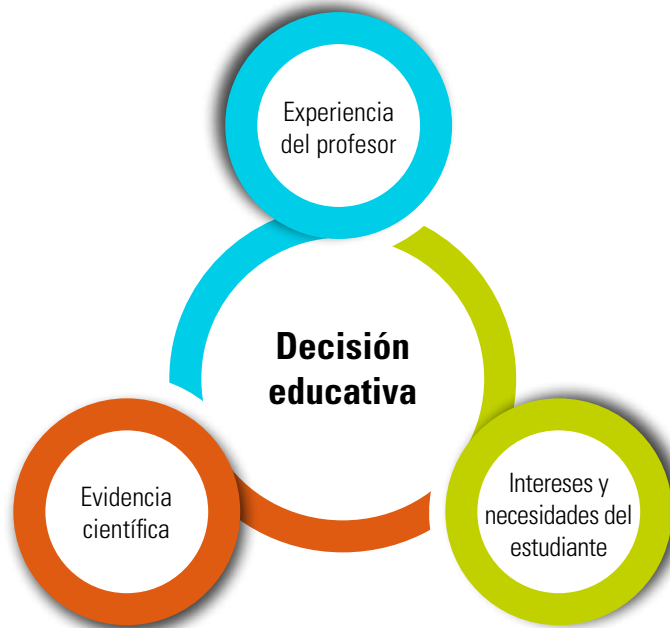 Experiencia
del profesor
Decisión
educativa
Evidencia
científica
Intereses y
necesidades del
estudiante